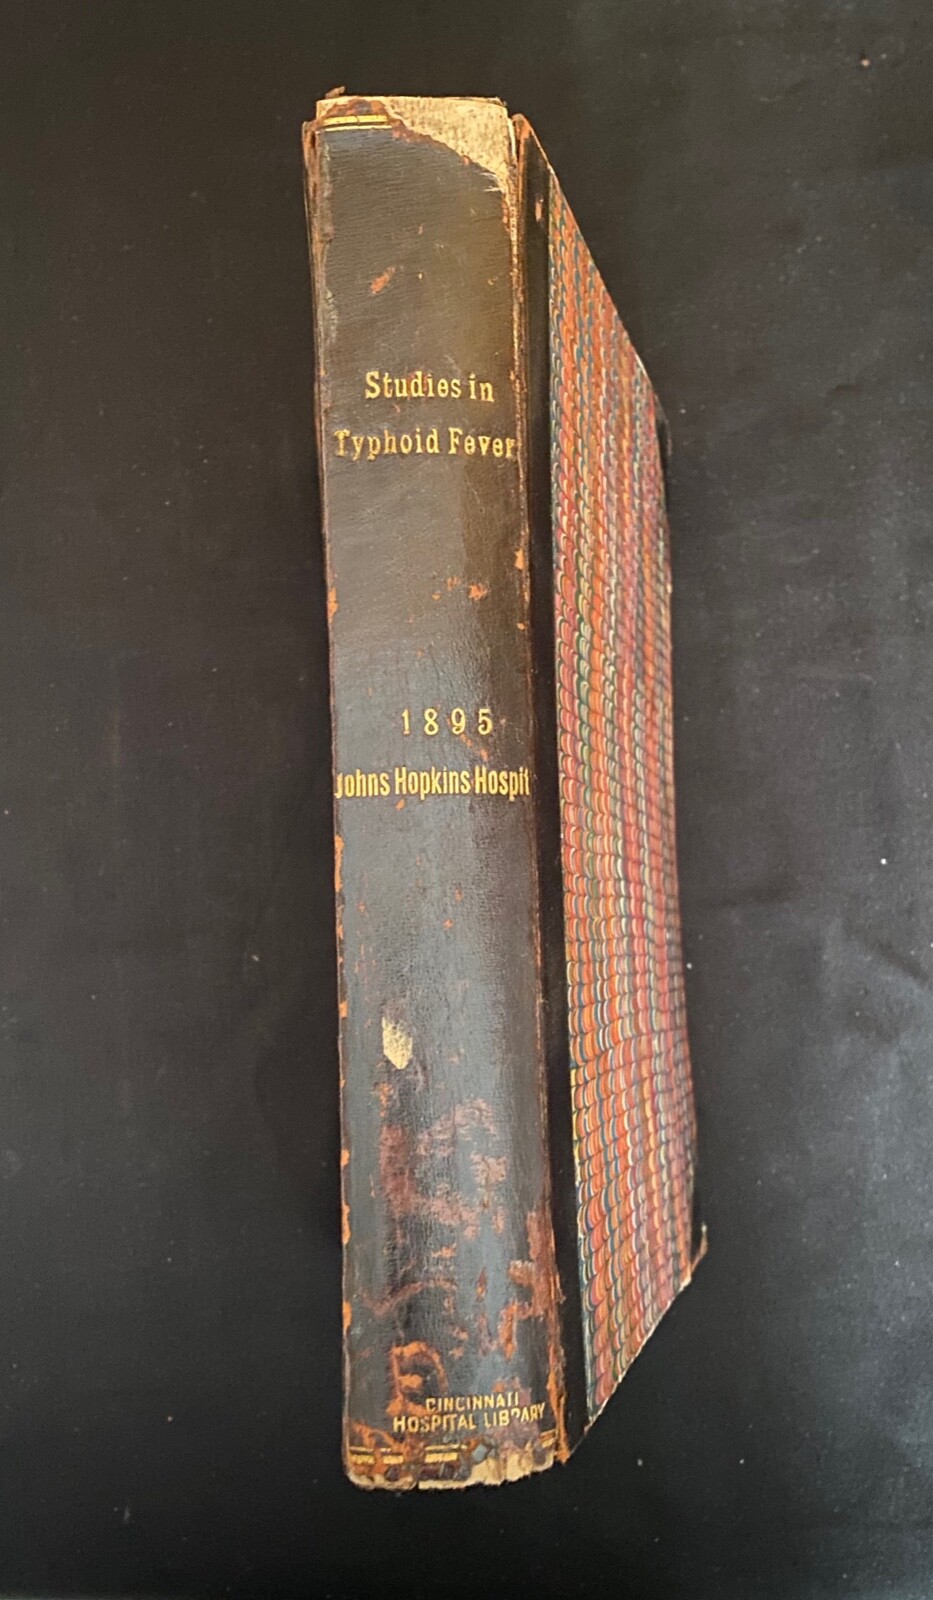 Studies in
Typhoid Fever
1895
Johns Hopkins Hospit
CINCINNATI
HOSPITAL LIBRARY